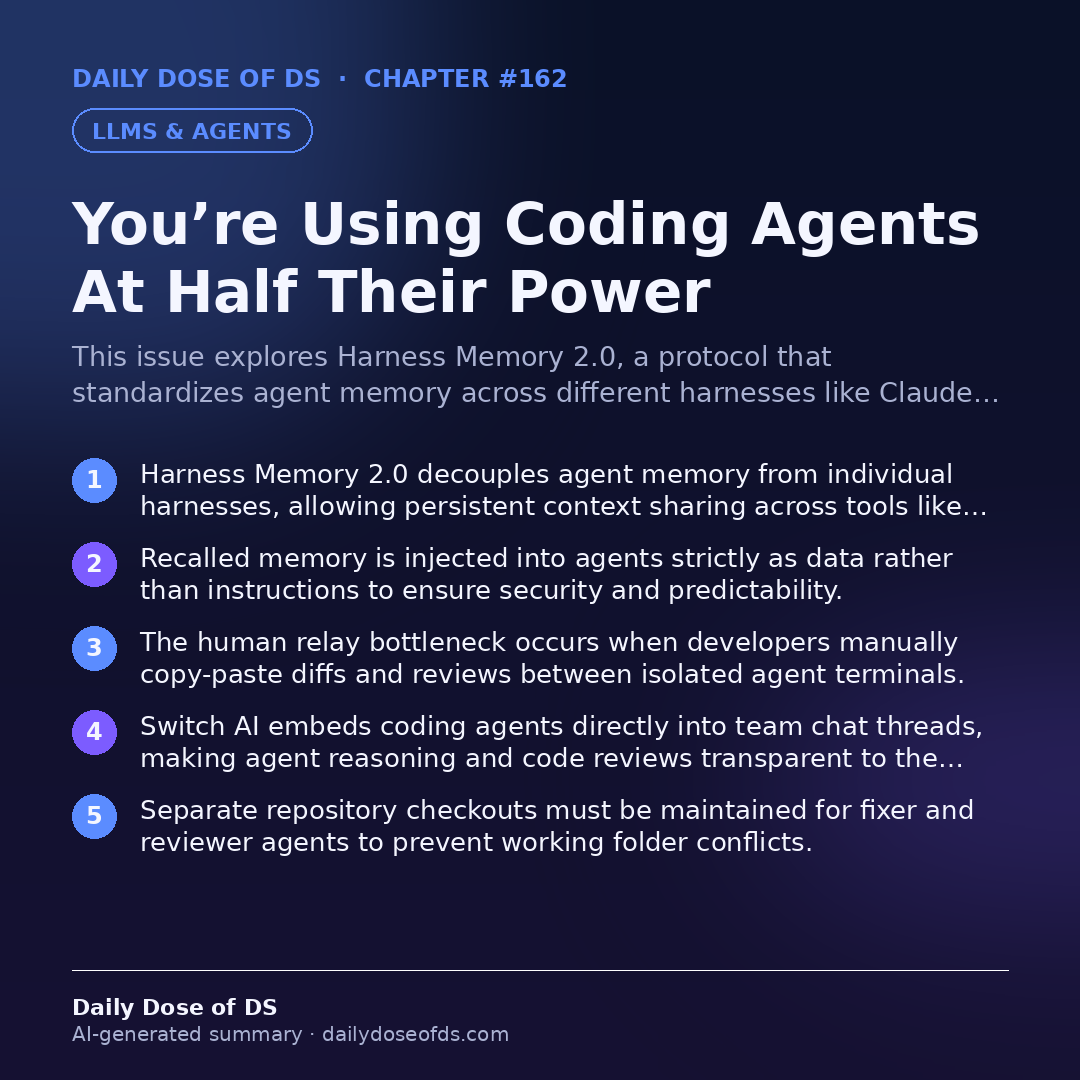 DAILY DOSE OF DS · CHAPTER #162
LLMS & AGENTS
You’re Using Coding Agents
At Half Their Power
This issue explores Harness Memory 2.0, a protocol that
standardizes agent memory across different harnesses like Claude…
1 Harness Memory 2.0 decouples agent memory from individual
harnesses, allowing persistent context sharing across tools like…
2 Recalled memory is injected into agents strictly as data rather
than instructions to ensure security and predictability.
3 The human relay bottleneck occurs when developers manually
copy-paste diffs and reviews between isolated agent terminals.
4 Switch AI embeds coding agents directly into team chat threads,
making agent reasoning and code reviews transparent to the…
5 Separate repository checkouts must be maintained for fixer and
reviewer agents to prevent working folder conflicts.
Daily Dose of DS
AI-generated summary · dailydoseofds.com